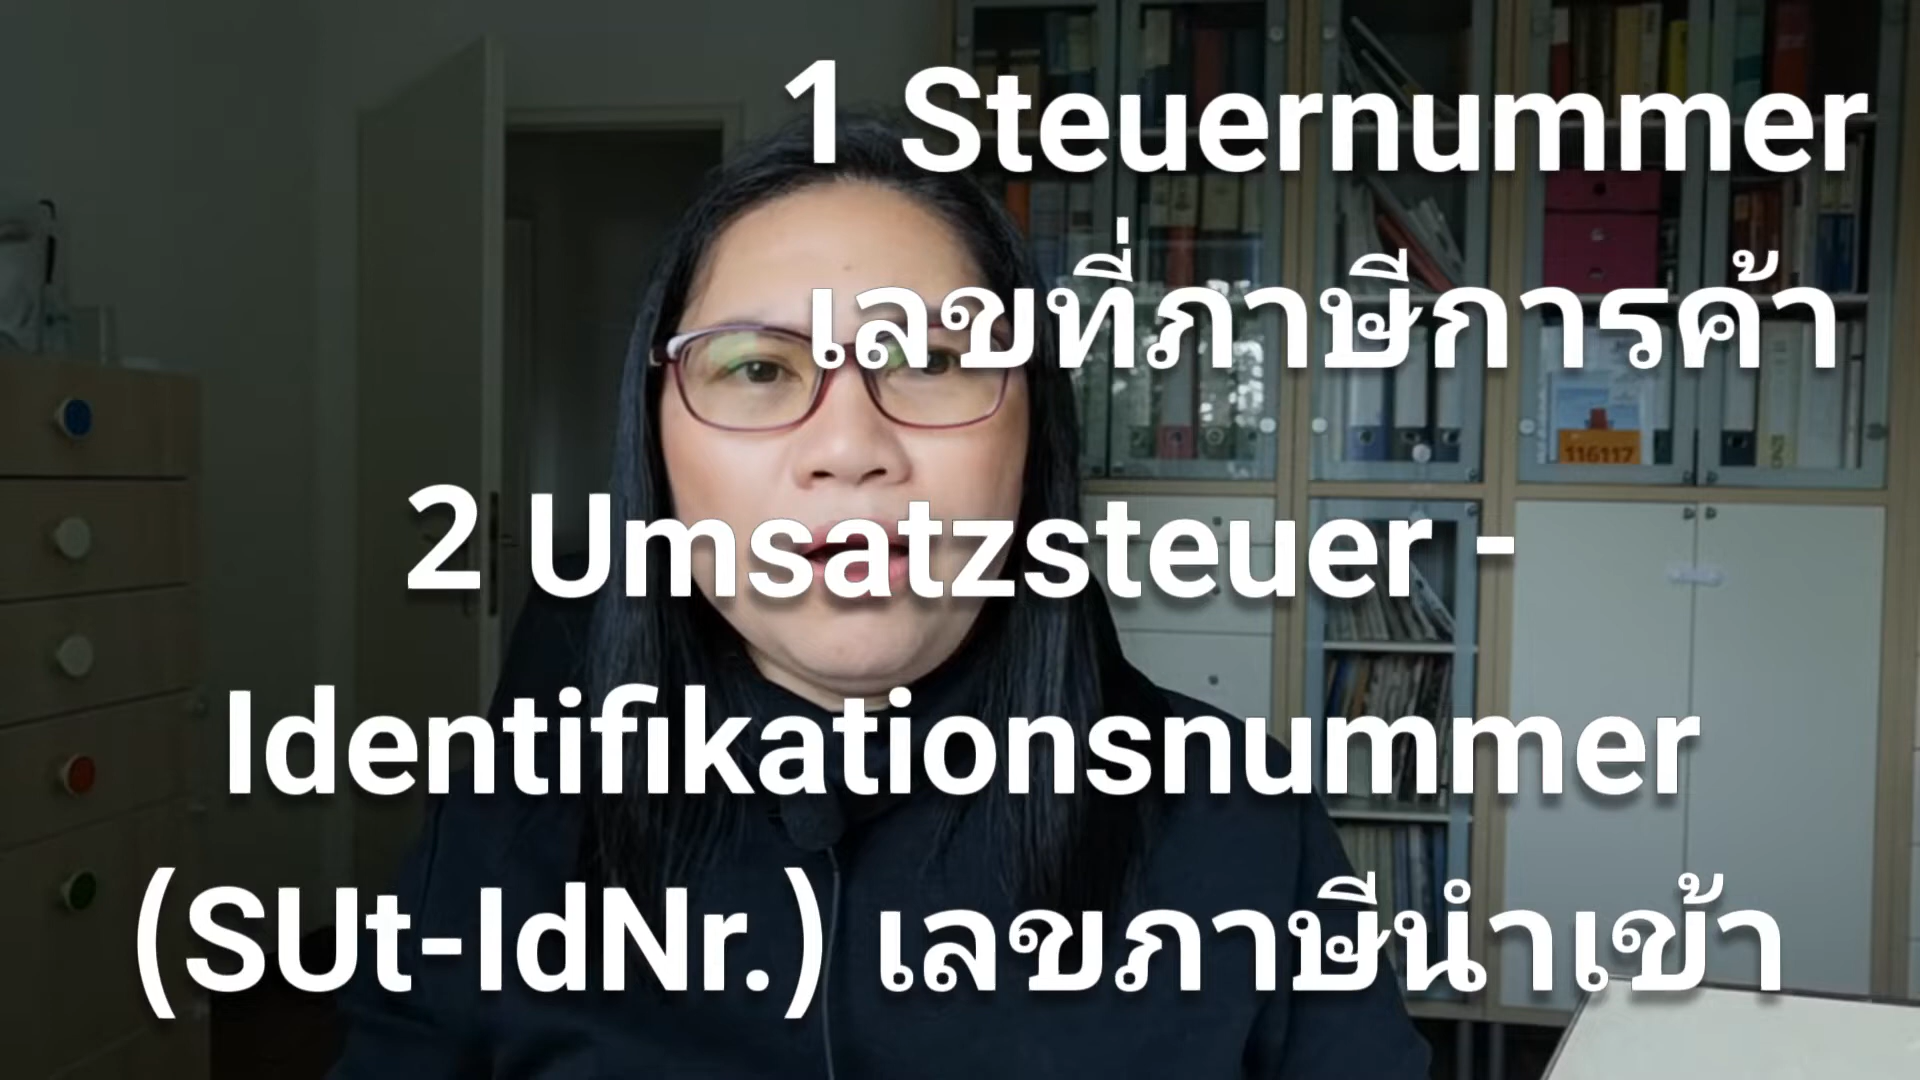 1 Steuernummer
เลขที่ภาษีการค้า
2 Umsatzsteuer -
Identifikationsnummer
(SUt-IdNr.) เลขภาษีนำเข้า
116117